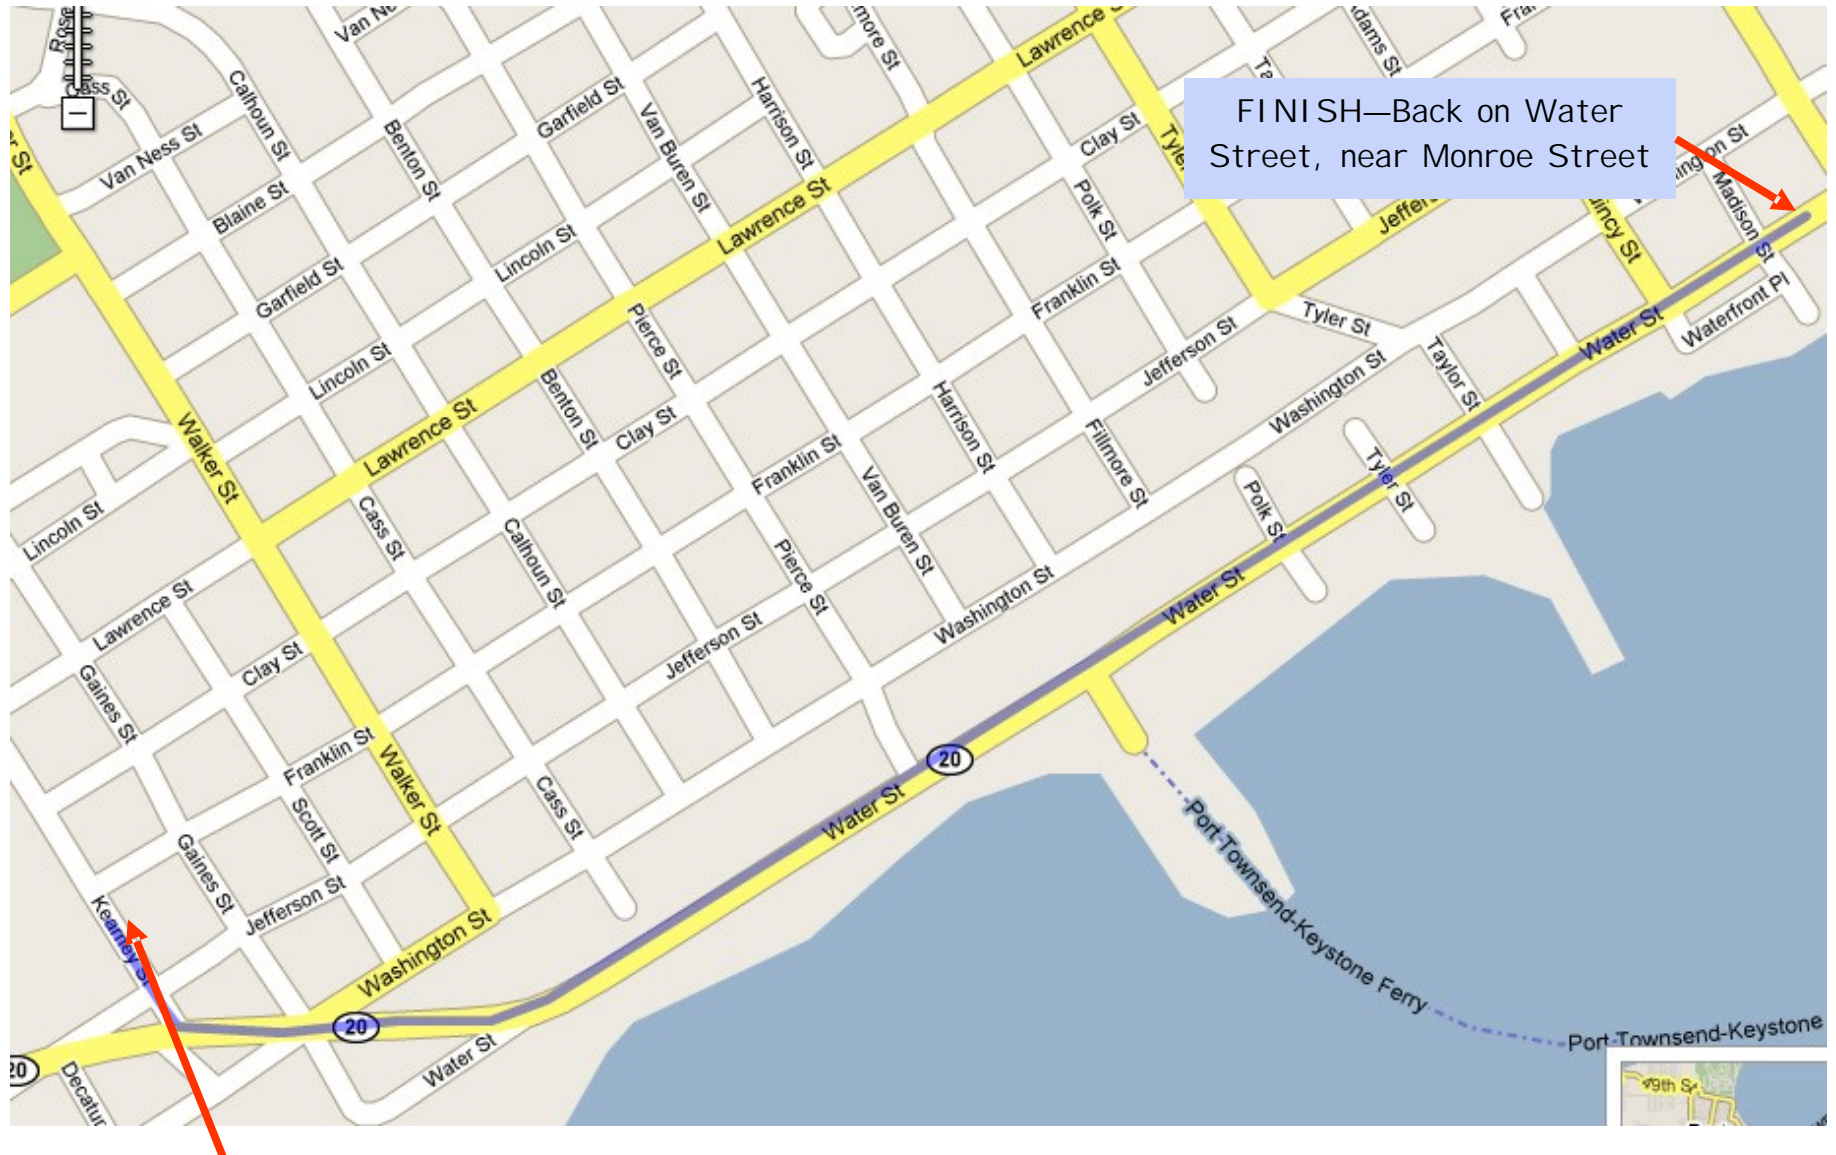 Van Ness St
Calhoun St
Blaine St
Benton St
Garfield St
Van Buren St
Harrison St
Lawrence St
Clay St
Polk St
FINISH—Back on Water
Street, near Monroe Street
Madison St
Garfield St
Lincoln St
Lawrence St
Franklin St
Tyler St
Water St
Waterfront Pl
Lincoln St
Pierce St
Jefferson St
Washington St
Taylor St
Walker St
Lawrence St
Benton St
Clay St
Harrison St
Fillmore St
Tyler St
Franklin St
Van Buren St
Polk St
Lincoln St
Cass St
Calhoun St
Pierce St
Washington St
Water St
Lawrence St
Clay St
Jefferson St
Gaines St
Franklin St
Walker St
Cass St
20
Water St
Scott St
Gaines St
Jefferson St
Kearney St
Washington St
Port Townsend-Keystone Ferry
20
Water St
20
Decatur
Port Townsend-Keystone